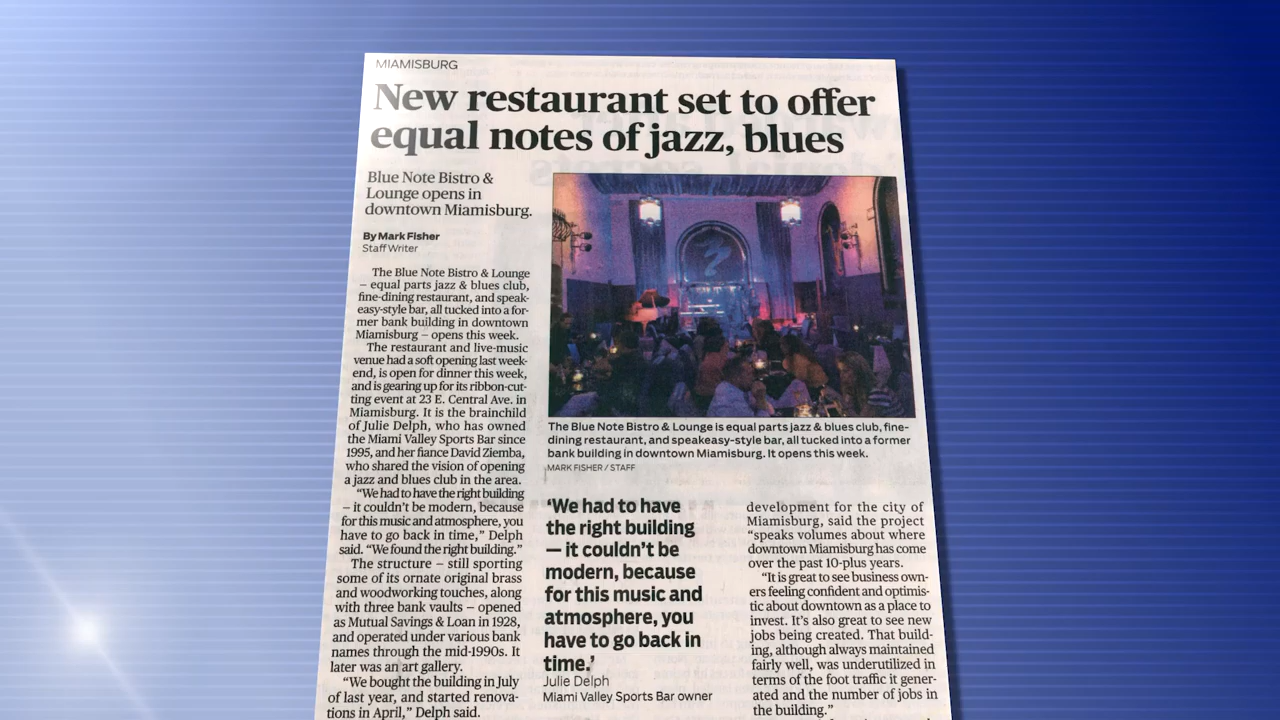 MIAMISBURG
New restaurant set to offer
equal notes of jazz, blues
Blue Note Bistro &
Lounge opens in
downtown Miamisburg.
By Mark Fisher
Staff Writer
The Blue Note Bistro & Lounge
– equal parts jazz & blues club,
fine-dining restaurant, and speak-
easy-style bar, all tucked into a for-
mer bank building in downtown
Miamisburg – opens this week.
The restaurant and live-music
venue had a soft opening last week-
end, is open for dinner this week,
and is gearing up for its ribbon-cut-
ting event at 23 E. Central Ave. in
Miamisburg. It is the brainchild
of Julie Delph, who has owned
the Miami Valley Sports Bar since
1995, and her fiance David Ziemba,
who shared the vision of opening
a jazz and blues club in the area.
“We had to have the right building
– it couldn’t be modern, because
for this music and atmosphere, you
have to go back in time,” Delph
said. “We found the right building.”
The structure – still sporting
some of its ornate original brass
and woodworking touches, along
with three bank vaults – opened
as Mutual Savings & Loan in 1928,
and operated under various bank
names through the mid-1990s. It
later was an art gallery.
“We bought the building in July
of last year, and started renova-
tions in April,” Delph said.
The Blue Note Bistro & Lounge is equal parts jazz & blues club, fine-
dining restaurant, and speakeasy-style bar, all tucked into a former
bank building in downtown Miamisburg. It opens this week.
MARK FISHER / STAFF
‘We had to have
the right building
— it couldn’t be
modern, because
for this music and
atmosphere, you
have to go back in
time.’
Julie Delph
Miami Valley Sports Bar owner
development for the city of
Miamisburg, said the project
“speaks volumes about where
downtown Miamisburg has come
over the past 10-plus years.
“It is great to see business own-
ers feeling confident and optimis-
tic about downtown as a place to
invest. It’s also great to see new
jobs being created. That build-
ing, although always maintained
fairly well, was underutilized in
terms of the foot traffic it gener-
ated and the number of jobs in
the building.”